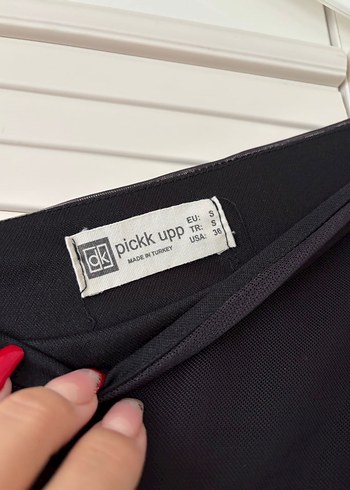 dk
pickk upp
MADE IN TURKEY
EU: S
TR: S
USA: 36